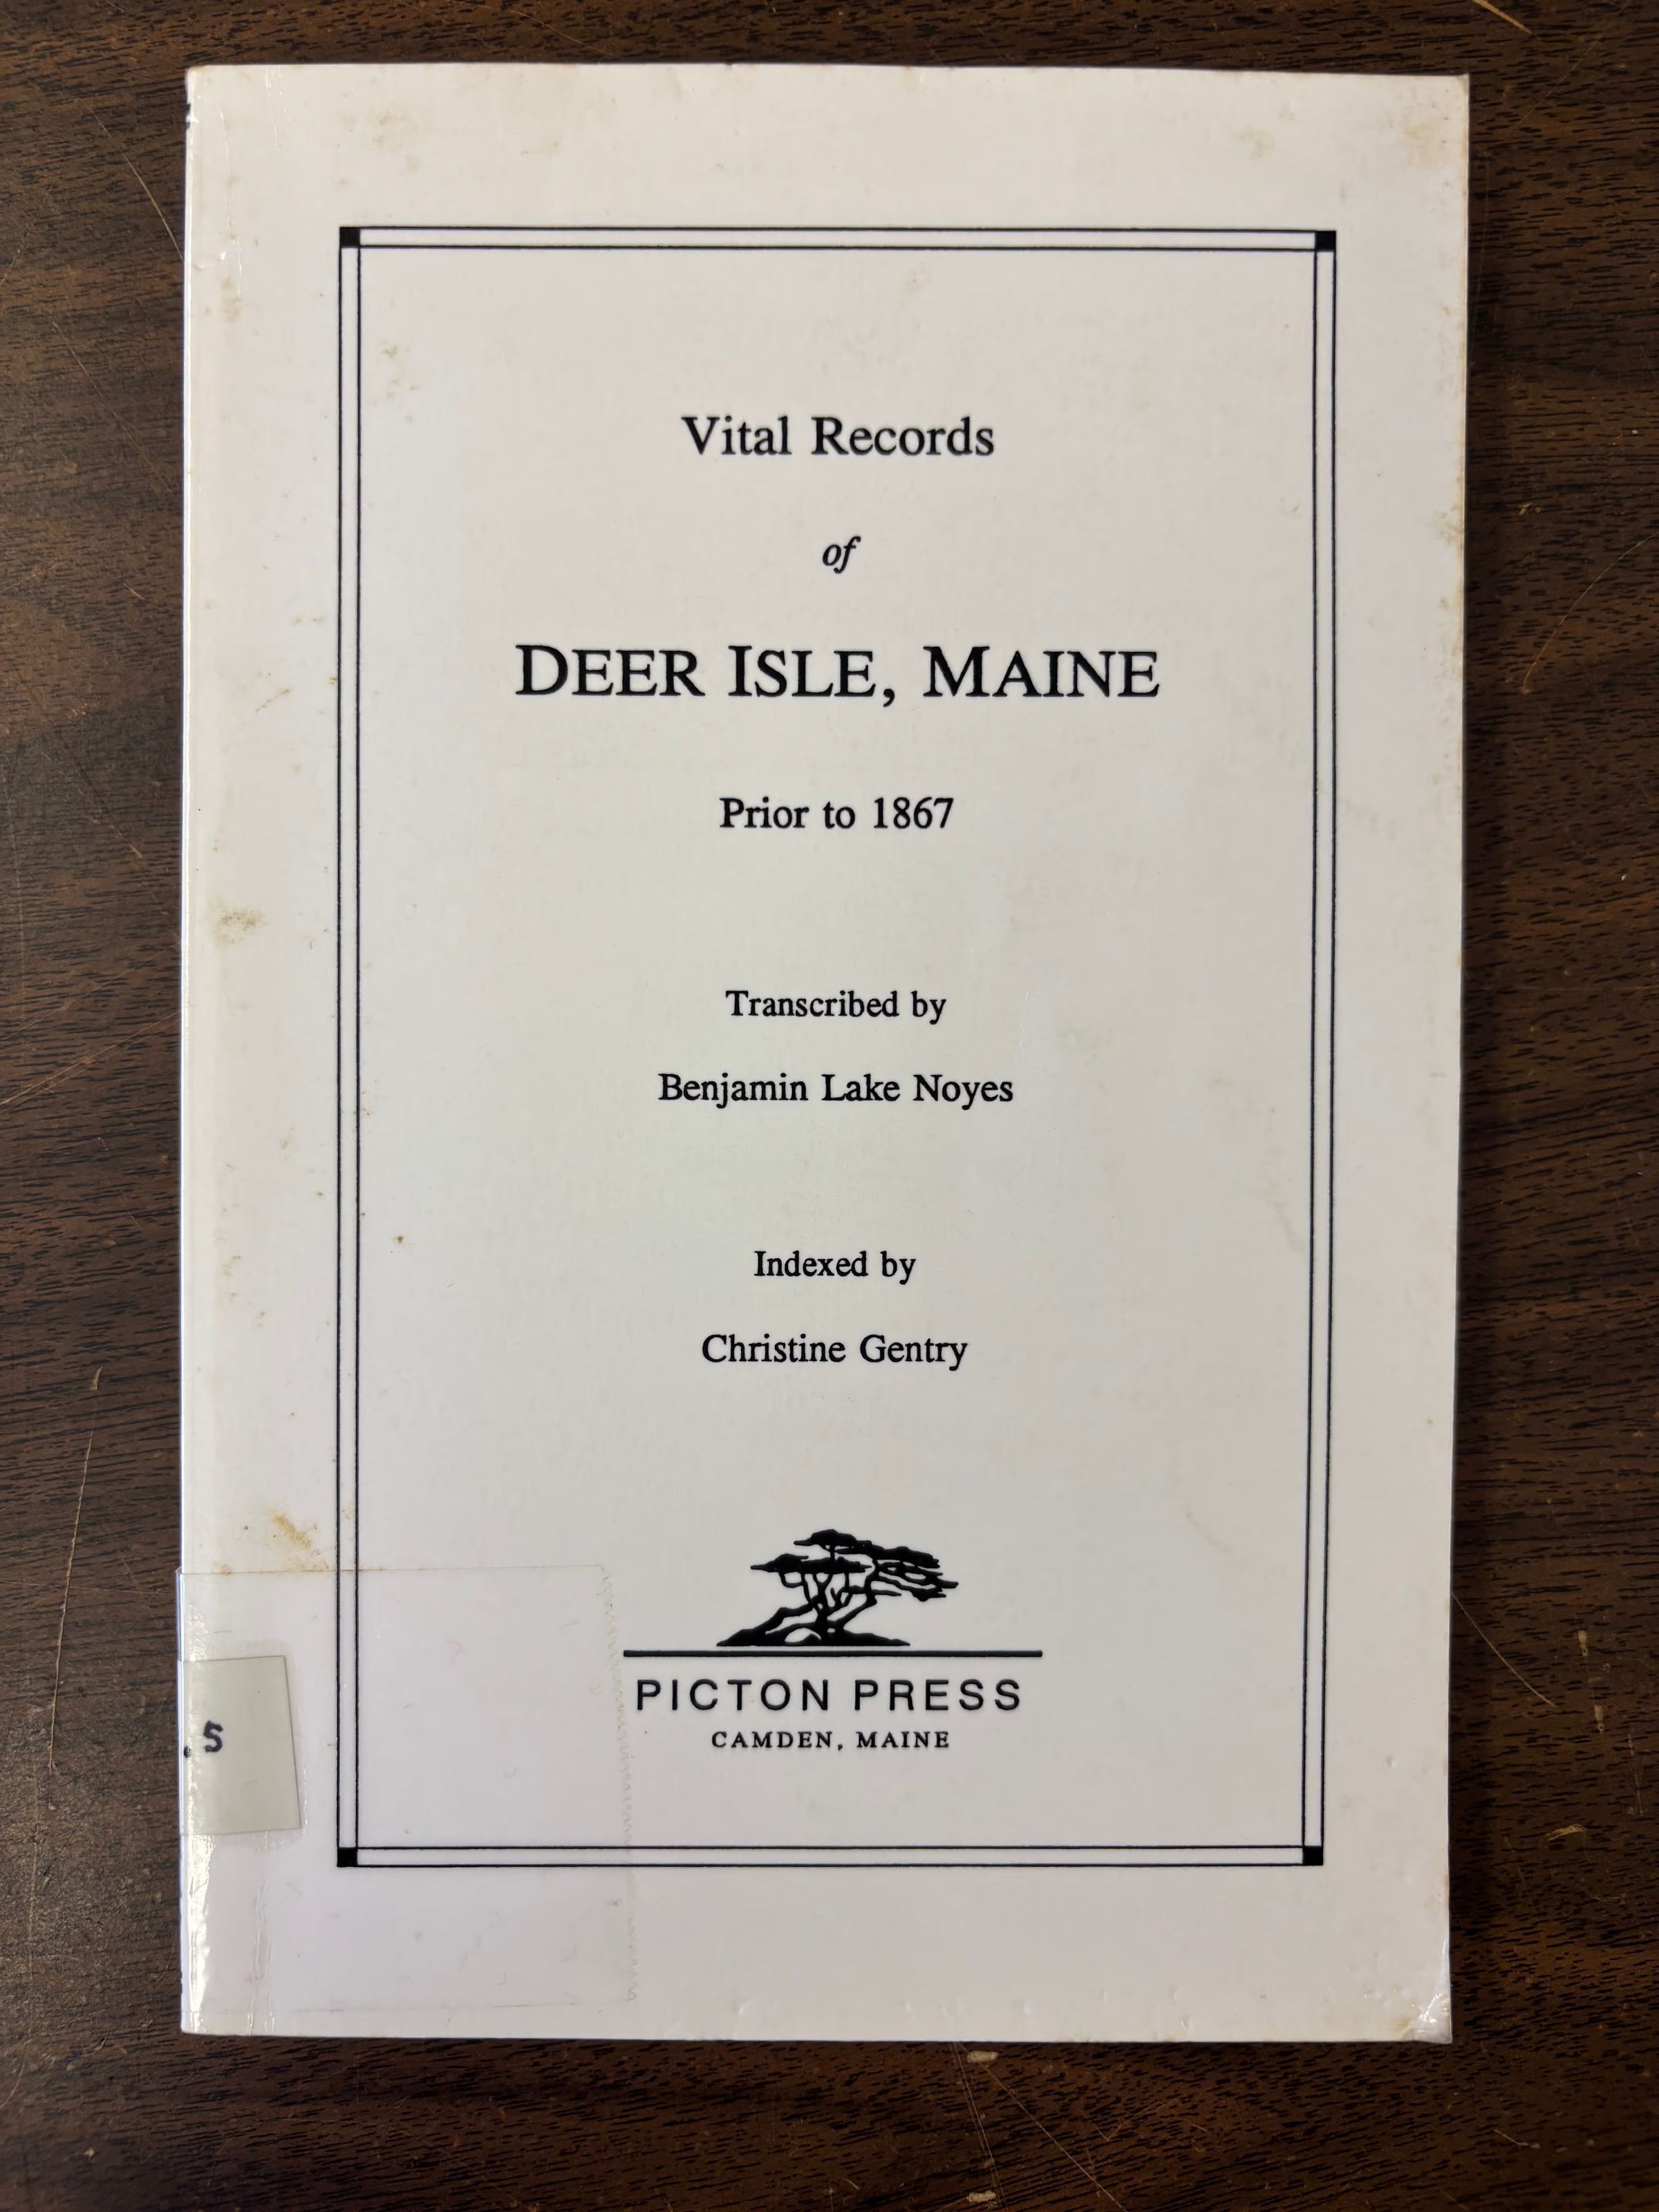 Vital Records
of
DEER ISLE, MAINE
Prior to 1867
Transcribed by
Benjamin Lake Noyes
Indexed by
Christine Gentry
PICTON PRESS
CAMDEN, MAINE
.5